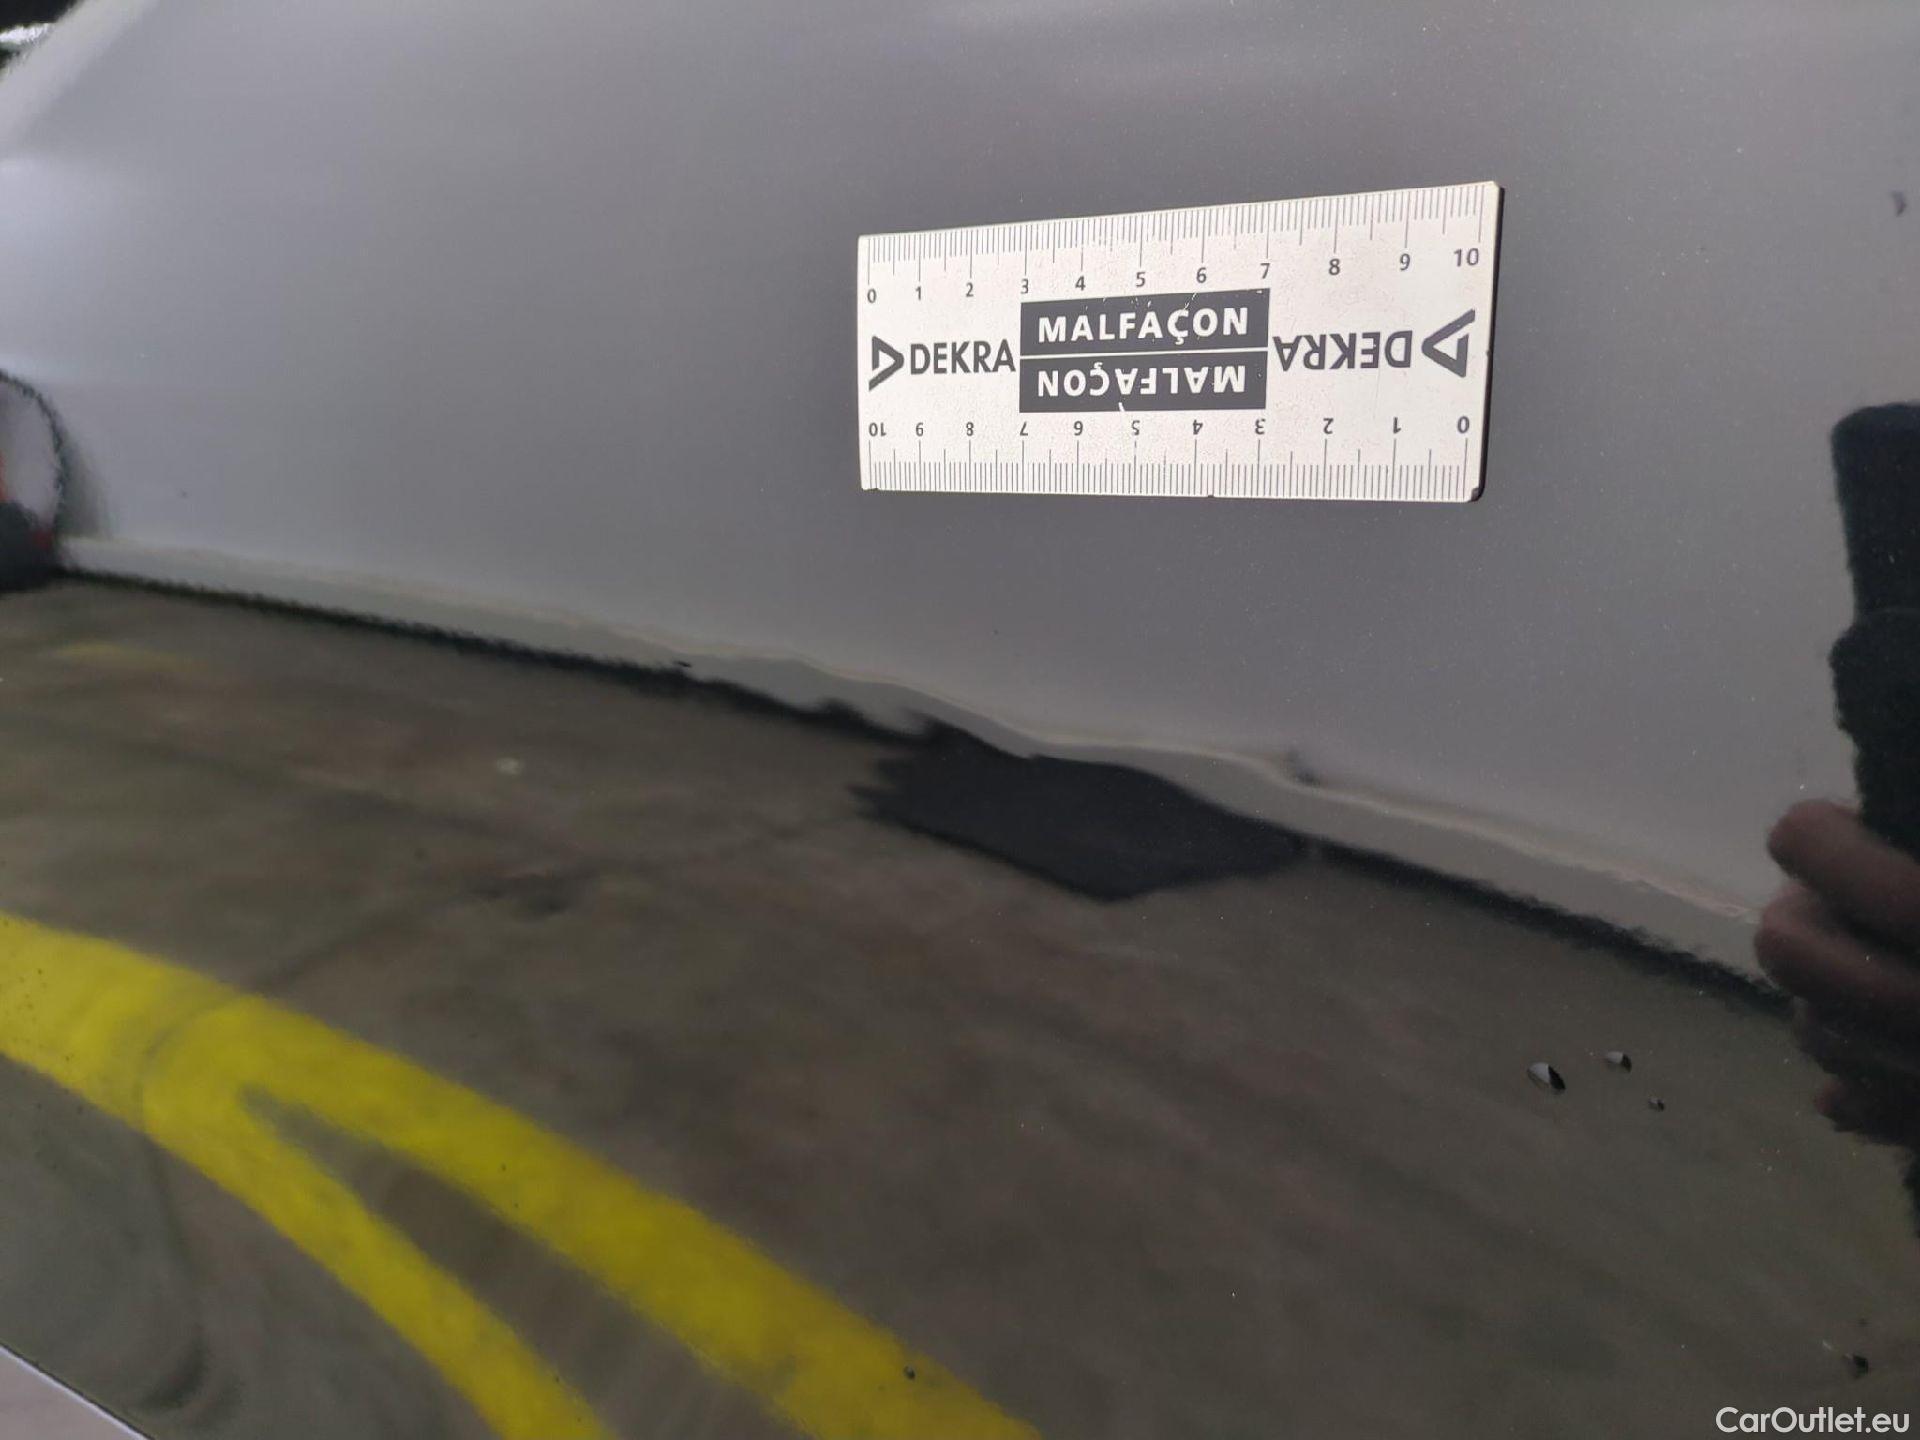 0 1 2 3 4 5 6 7 8 9 10
MALFAÇON
DEKRA
DEKRA
MALFAÇON
10 9 8 7 6 5 4 3 2 1 0
CarOutlet.eu